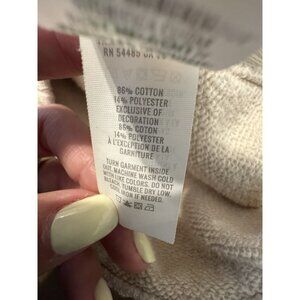 RN 54485 CA
86% COTTON
14% POLYESTER
EXCLUSIVE OF
DECORATION
86% COTON
14% POLYESTER
À L'EXCEPTION DE LA
GARNITURE
TURN GARMENT INSIDE
OUT, MACHINE WASH COLD
WITH LIKE COLORS. DO NOT
BLEACH. TUMBLE DRY LOW.
IRON IF NEEDED.